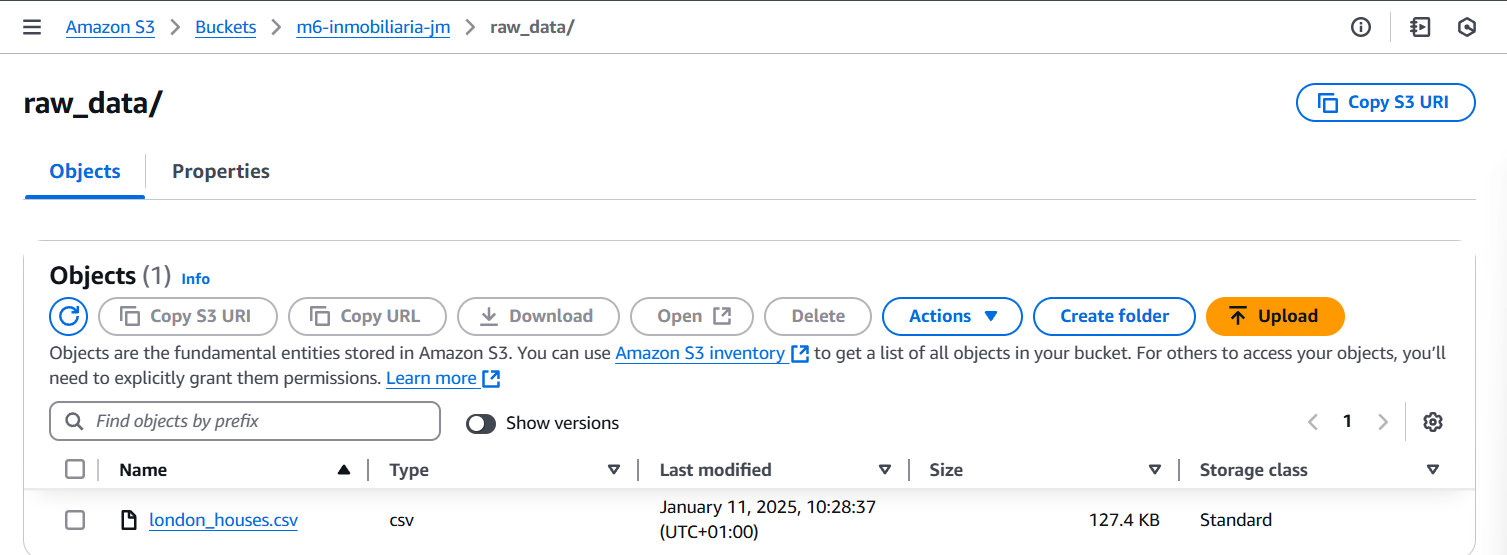 Amazon S3 > Buckets > m6-inmobiliaria-jm > raw_data/
raw_data/
Copy S3 URI
Objects
Properties
Objects (1) Info
Copy S3 URI
Copy URL
Download
Open
Delete
Actions
Create folder
Upload
Objects are the fundamental entities stored in Amazon S3. You can use Amazon S3 inventory to get a list of all objects in your bucket. For others to access your objects, you’ll
need to explicitly grant them permissions. Learn more
Find objects by prefix
Show versions
1
Name
Type
Last modified
Size
Storage class
london_houses.csv
csv
January 11, 2025, 10:28:37
(UTC+01:00)
127.4 KB
Standard